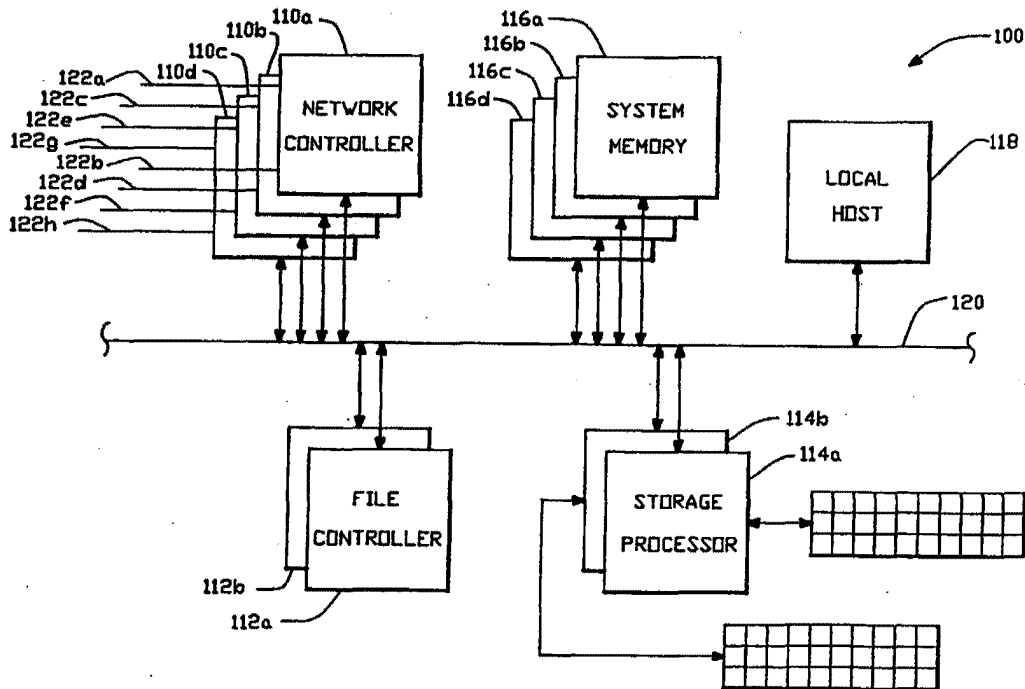 110a
110b
110c
110d
122a
122c
122e
122g
122b
122d
122f
122h
NETWORK
CONTROLLER
116a
116b
116c
116d
SYSTEM
MEMORY
100
118
LOCAL
HOST
120
FILE
CONTROLLER
112b
112a
114b
114a
STORAGE
PROCESSOR